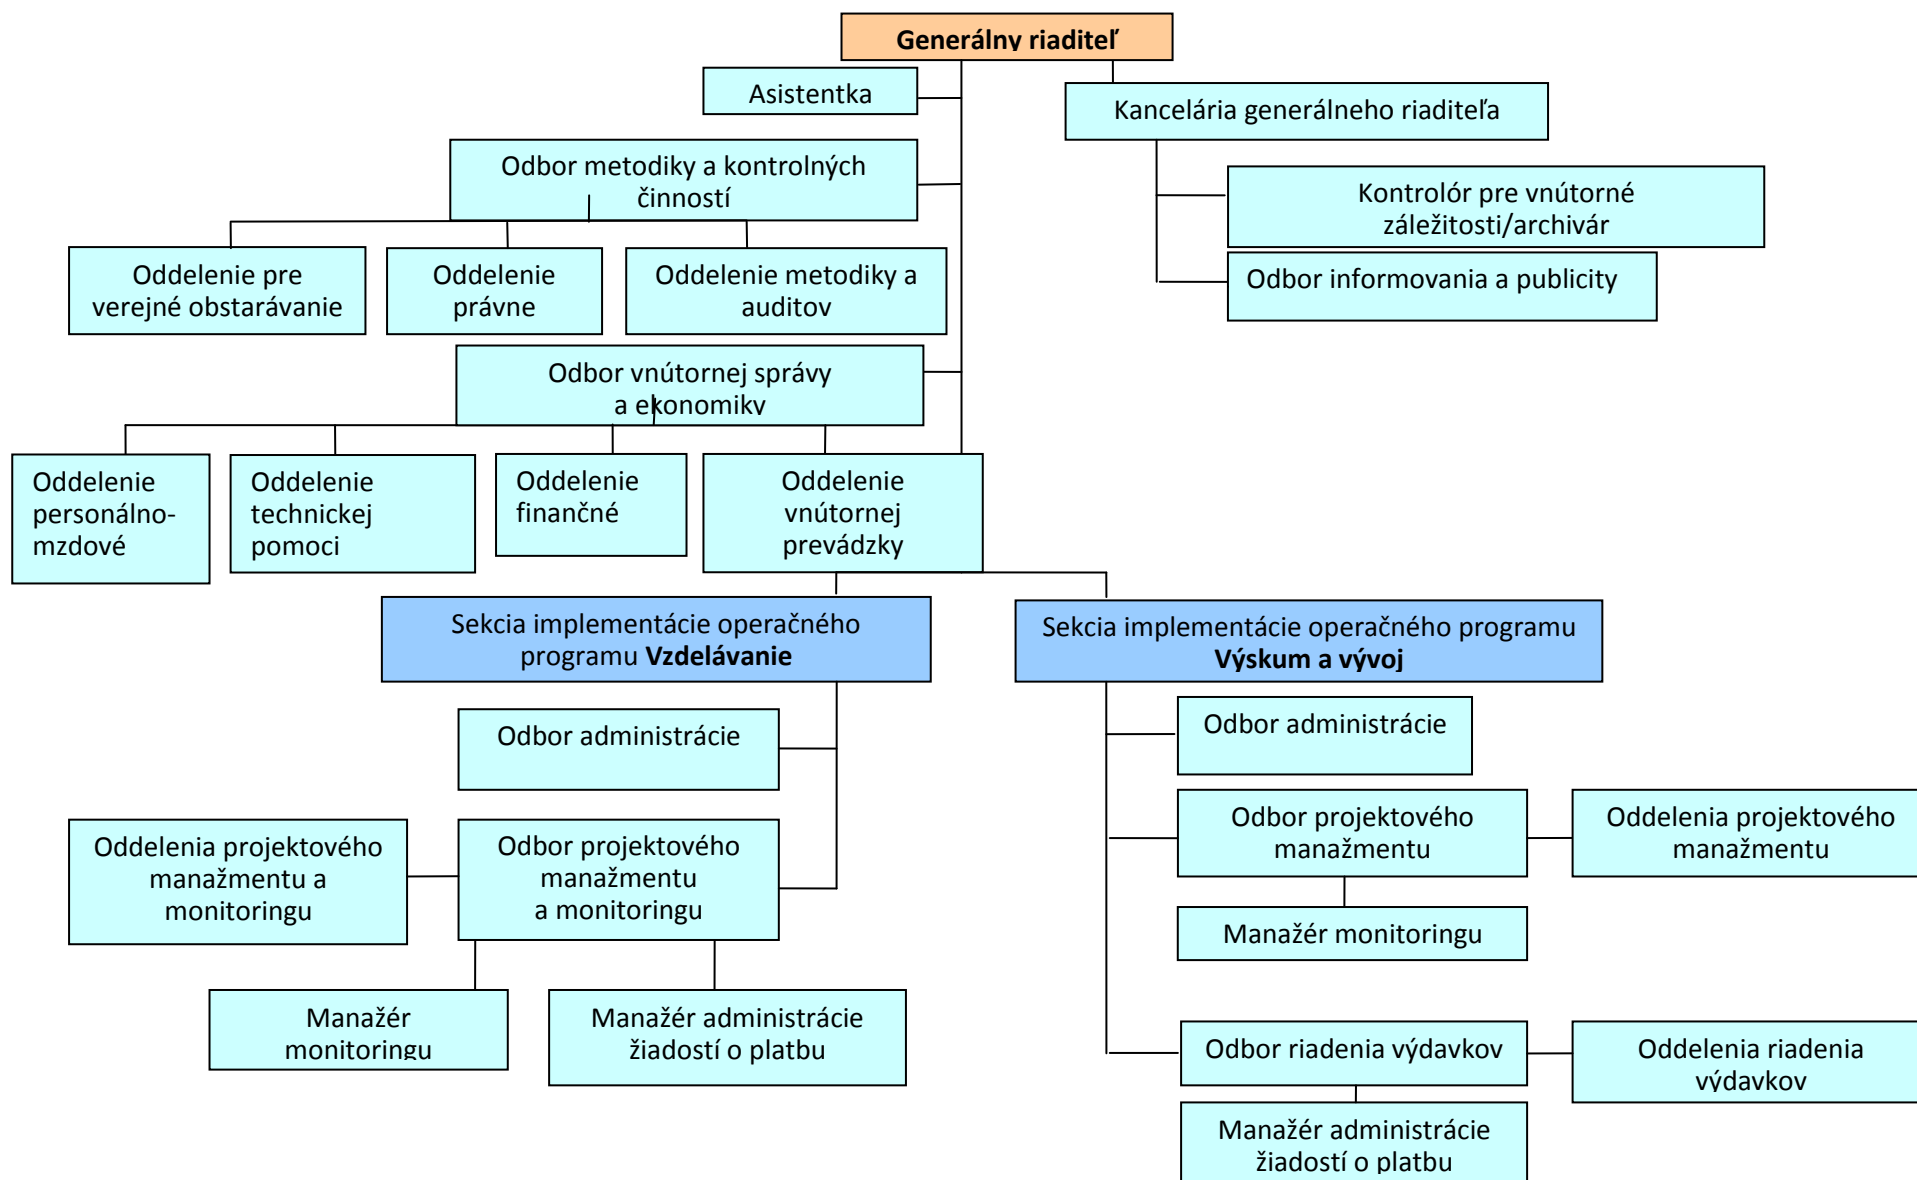 Generálny riaditeľ
Asistentka
Kancelária generálneho riaditeľa
Odbor metodiky a kontrolných
činností
Kontrolór pre vnútorné
záležitosti/archivár
Odbor informovania a publicity
Oddelenie pre
verejné obstarávanie
Oddelenie
právne
Oddelenie metodiky a
auditov
Odbor vnútornej správy
a ekonomiky
Oddelenie
personálno-
mzdové
Oddelenie
technickej
pomoci
Oddelenie
finančné
Oddelenie
vnútornej
prevádzky
Sekcia implementácie operačného
programu Vzdelávanie
Sekcia implementácie operačného programu
Výskum a vývoj
Odbor administrácie
Oddelenia projektového
manažmentu a
monitoringu
Odbor projektového
manažmentu
a monitoringu
Manažér
monitoringu
Manažér administrácie
žiadostí o platbu
Odbor administrácie
Odbor projektového
manažmentu
Oddelenia projektového
manažmentu
Manažér monitoringu
Odbor riadenia výdavkov
Oddelenia riadenia
výdavkov
Manažér administrácie
žiadostí o platbu